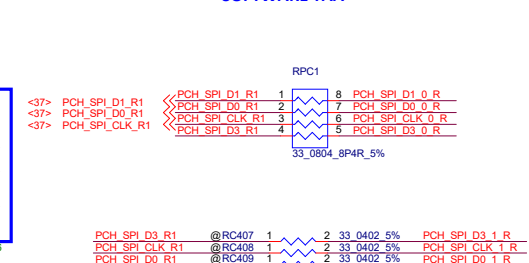 RPC1
<37> PCH_SPI_D1_R1 PCH_SPI_D1_R1 1 8 PCH_SPI_D1_0_R
<37> PCH_SPI_D0_R1 PCH_SPI_D0_R1 2 7 PCH_SPI_D0_0_R
<37> PCH_SPI_CLK_R1 PCH_SPI_CLK_R1 3 6 PCH_SPI_CLK_0_R
PCH_SPI_D3_R1 4 5 PCH_SPI_D3_0_R
33_0804_8P4R_5%
PCH_SPI_D3_R1 @RC407 1 2 33_0402_5% PCH_SPI_D3_1_R
PCH_SPI_CLK_R1 @RC408 1 2 33_0402_5% PCH_SPI_CLK_1_R
PCH_SPI_D0_R1 @RC409 1 2 33_0402_5% PCH_SPI_D0_1_R